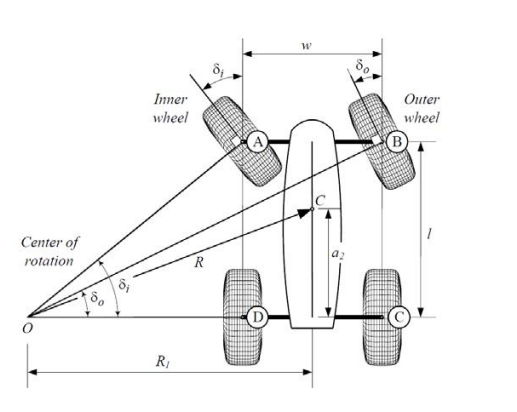 w
δi
δo
Inner
wheel
Outer
wheel
A
B
C
Center of
rotation
R
a2
l
δo
δi
O
D
C
R1